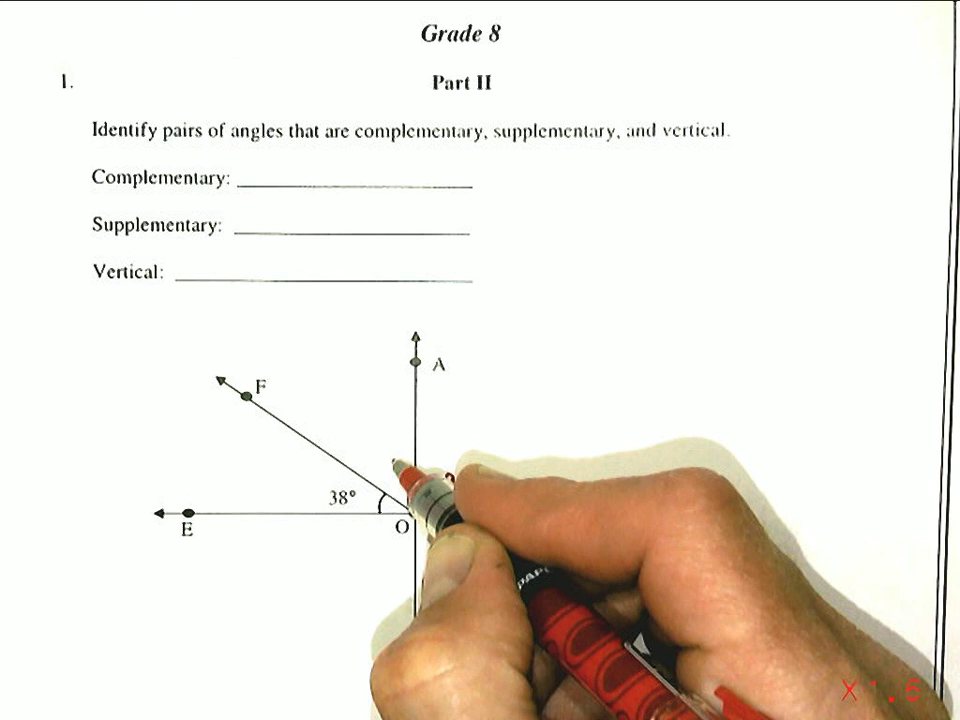 Grade 8
1.
Part II
Identify pairs of angles that are complementary, supplementary, and vertical.
Complementary:
Supplementary:
Vertical:
A
F
38°
E
O